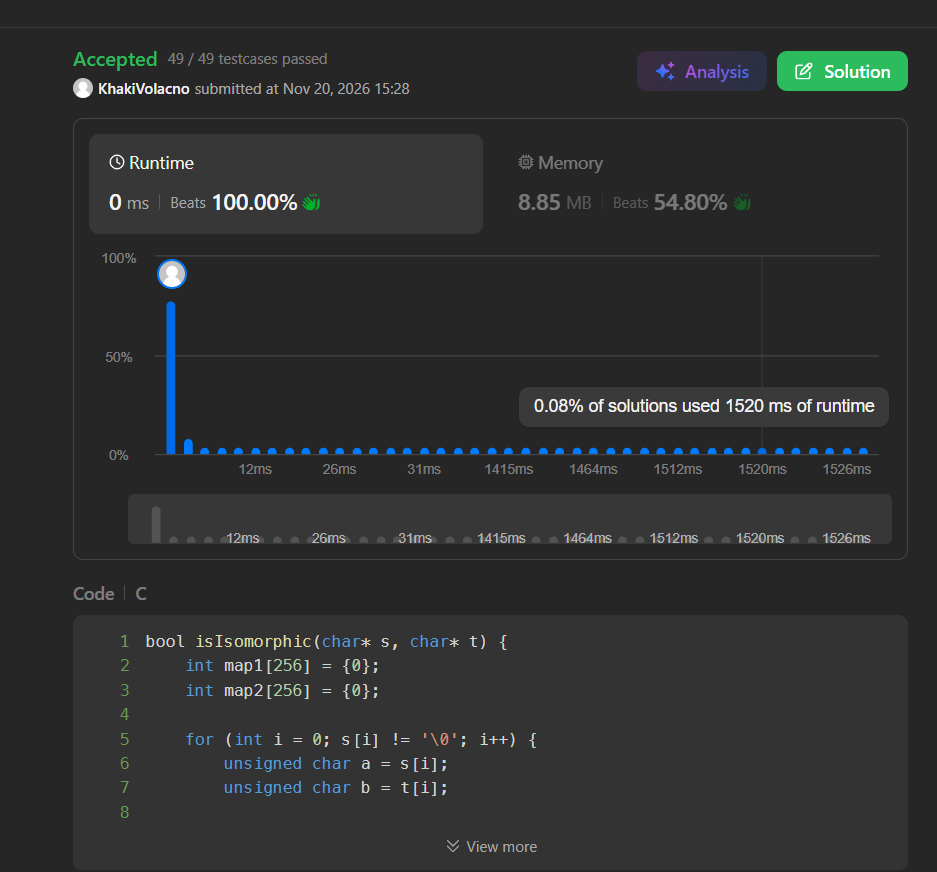 Accepted 49 / 49 testcases passed
KhakiVolacno submitted at Nov 20, 2026 15:28
Analysis
Solution
Runtime
0 ms Beats 100.00%
Memory
8.85 MB Beats 54.80%
100%
50%
0%
0.08% of solutions used 1520 ms of runtime
12ms 26ms 31ms 1415ms 1464ms 1512ms 1520ms 1526ms
12ms 26ms 31ms 1415ms 1464ms 1512ms 1520ms 1526ms
Code C
1 bool isIsomorphic(char* s, char* t) {
2     int map1[256] = {0};
3     int map2[256] = {0};
4
5     for (int i = 0; s[i] != '\0'; i++) {
6         unsigned char a = s[i];
7         unsigned char b = t[i];
8
View more